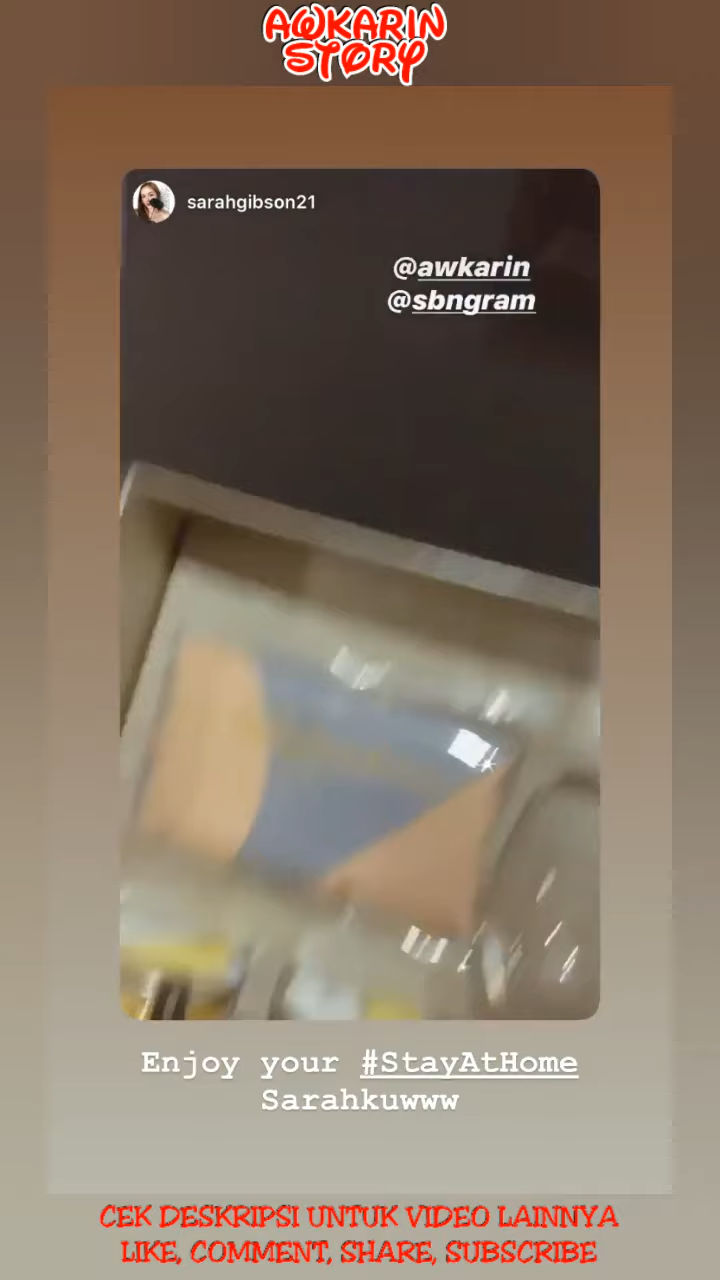 AWKARIN
STORY
sarahgibson21
@awkarin
@sbngram
Enjoy your #StayAtHome
Sarahkuwww
CEK DESKRIPSI UNTUK VIDEO LAINNYA
LIKE, COMMENT, SHARE, SUBSCRIBE